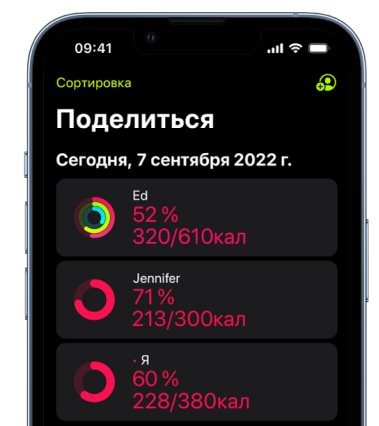 09:41
Сортировка
Поделиться
Сегодня, 7 сентября 2022 г.
Ed
52 %
320/610кал
Jennifer
71 %
213/300кал
· Я
60 %
228/380кал